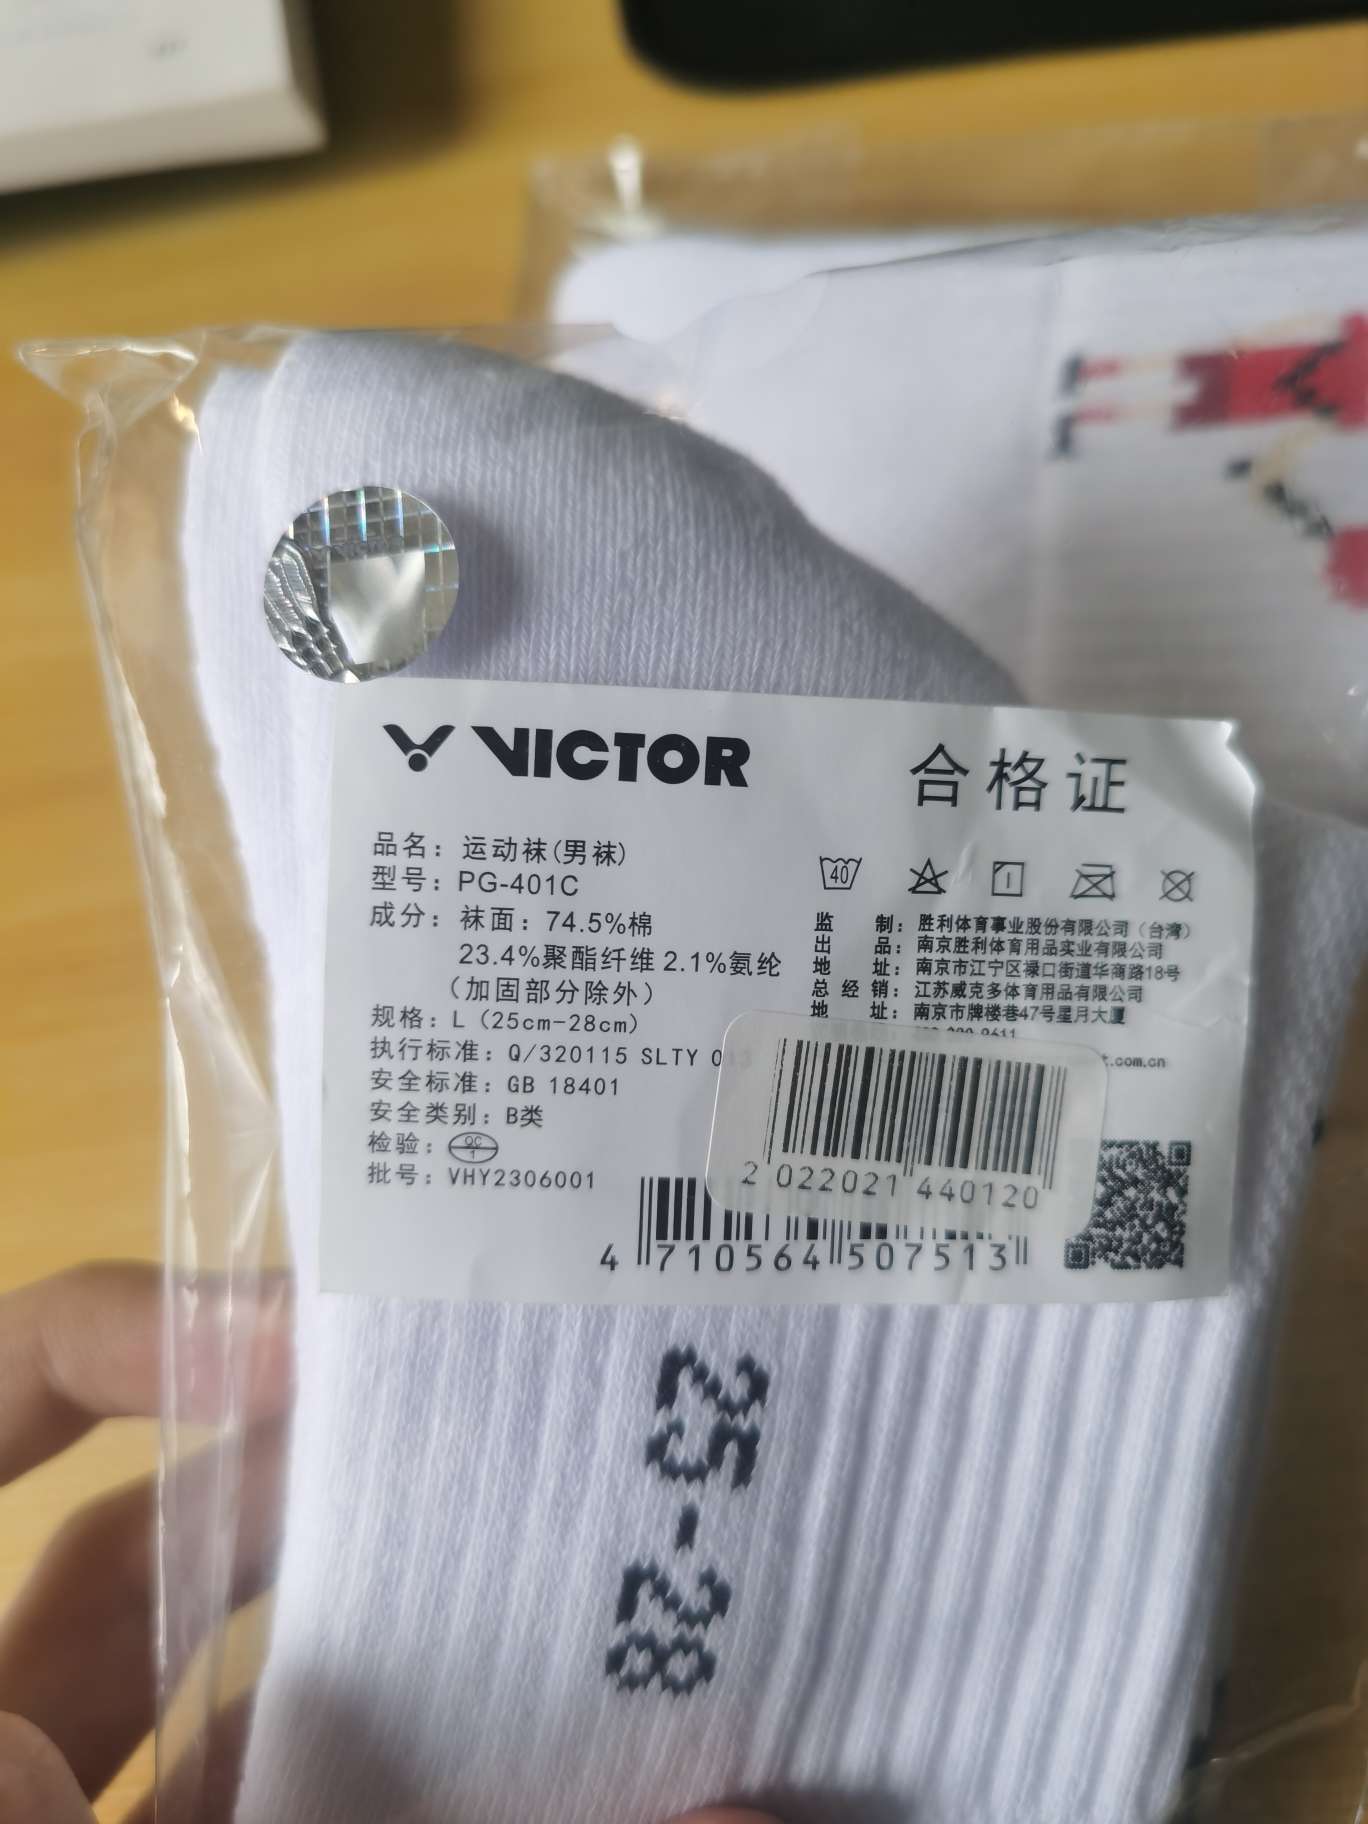 VICTOR
合格证
品名：运动袜(男袜)
型号：PG-401C
成分：袜面：74.5%棉
23.4%聚酯纤维 2.1%氨纶
（加固部分除外）
规格：L（25cm-28cm）
执行标准：Q/320115 SLTY 013
安全标准：GB 18401
安全类别：B类
检验：QC 1
批号：VHY2306001
40
监 制：胜利体育事业股份有限公司（台湾）
出 品：南京胜利体育用品实业有限公司
地 址：南京市江宁区禄口街道华商路18号
总 经 销：江苏威克多体育用品有限公司
地 址：南京市牌楼巷47号星月大厦
t.com.cn
2 022021 440120
4 710564 507513
25-28